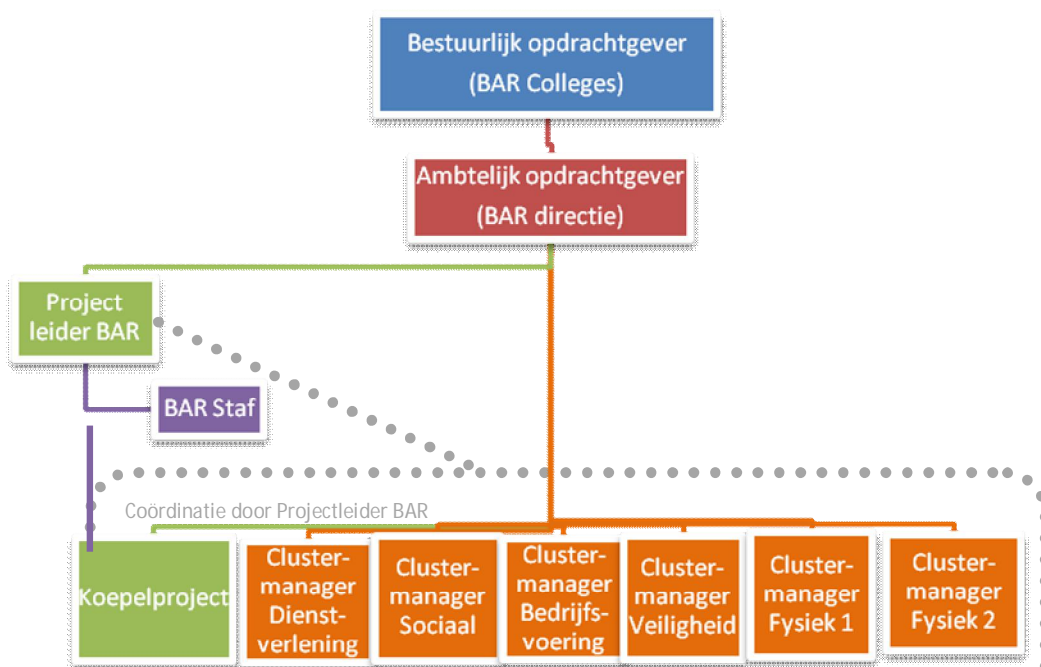 Bestuurlijk opdrachtgever
(BAR Colleges)
Ambtelijk opdrachtgever
(BAR directie)
Project
leider BAR
BAR Staf
Coördinatie door Projectleider BAR
Koepelproject
Cluster-
manager
Dienst-
verlening
Cluster-
manager
Sociaal
Cluster-
manager
Bedrijfs-
voering
Cluster-
manager
Veiligheid
Cluster-
manager
Fysiek 1
Cluster-
manager
Fysiek 2